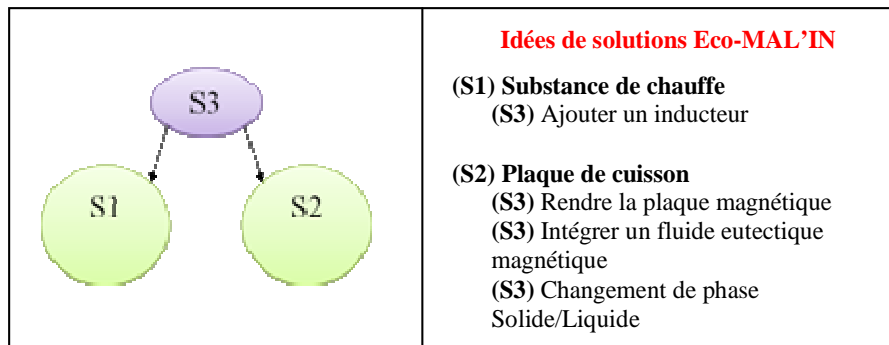 S3
S1
S2
Idées de solutions Eco-MAL’IN
(S1) Substance de chauffe
(S3) Ajouter un inducteur
(S2) Plaque de cuisson
(S3) Rendre la plaque magnétique
(S3) Intégrer un fluide eutectique
magnétique
(S3) Changement de phase
Solide/Liquide